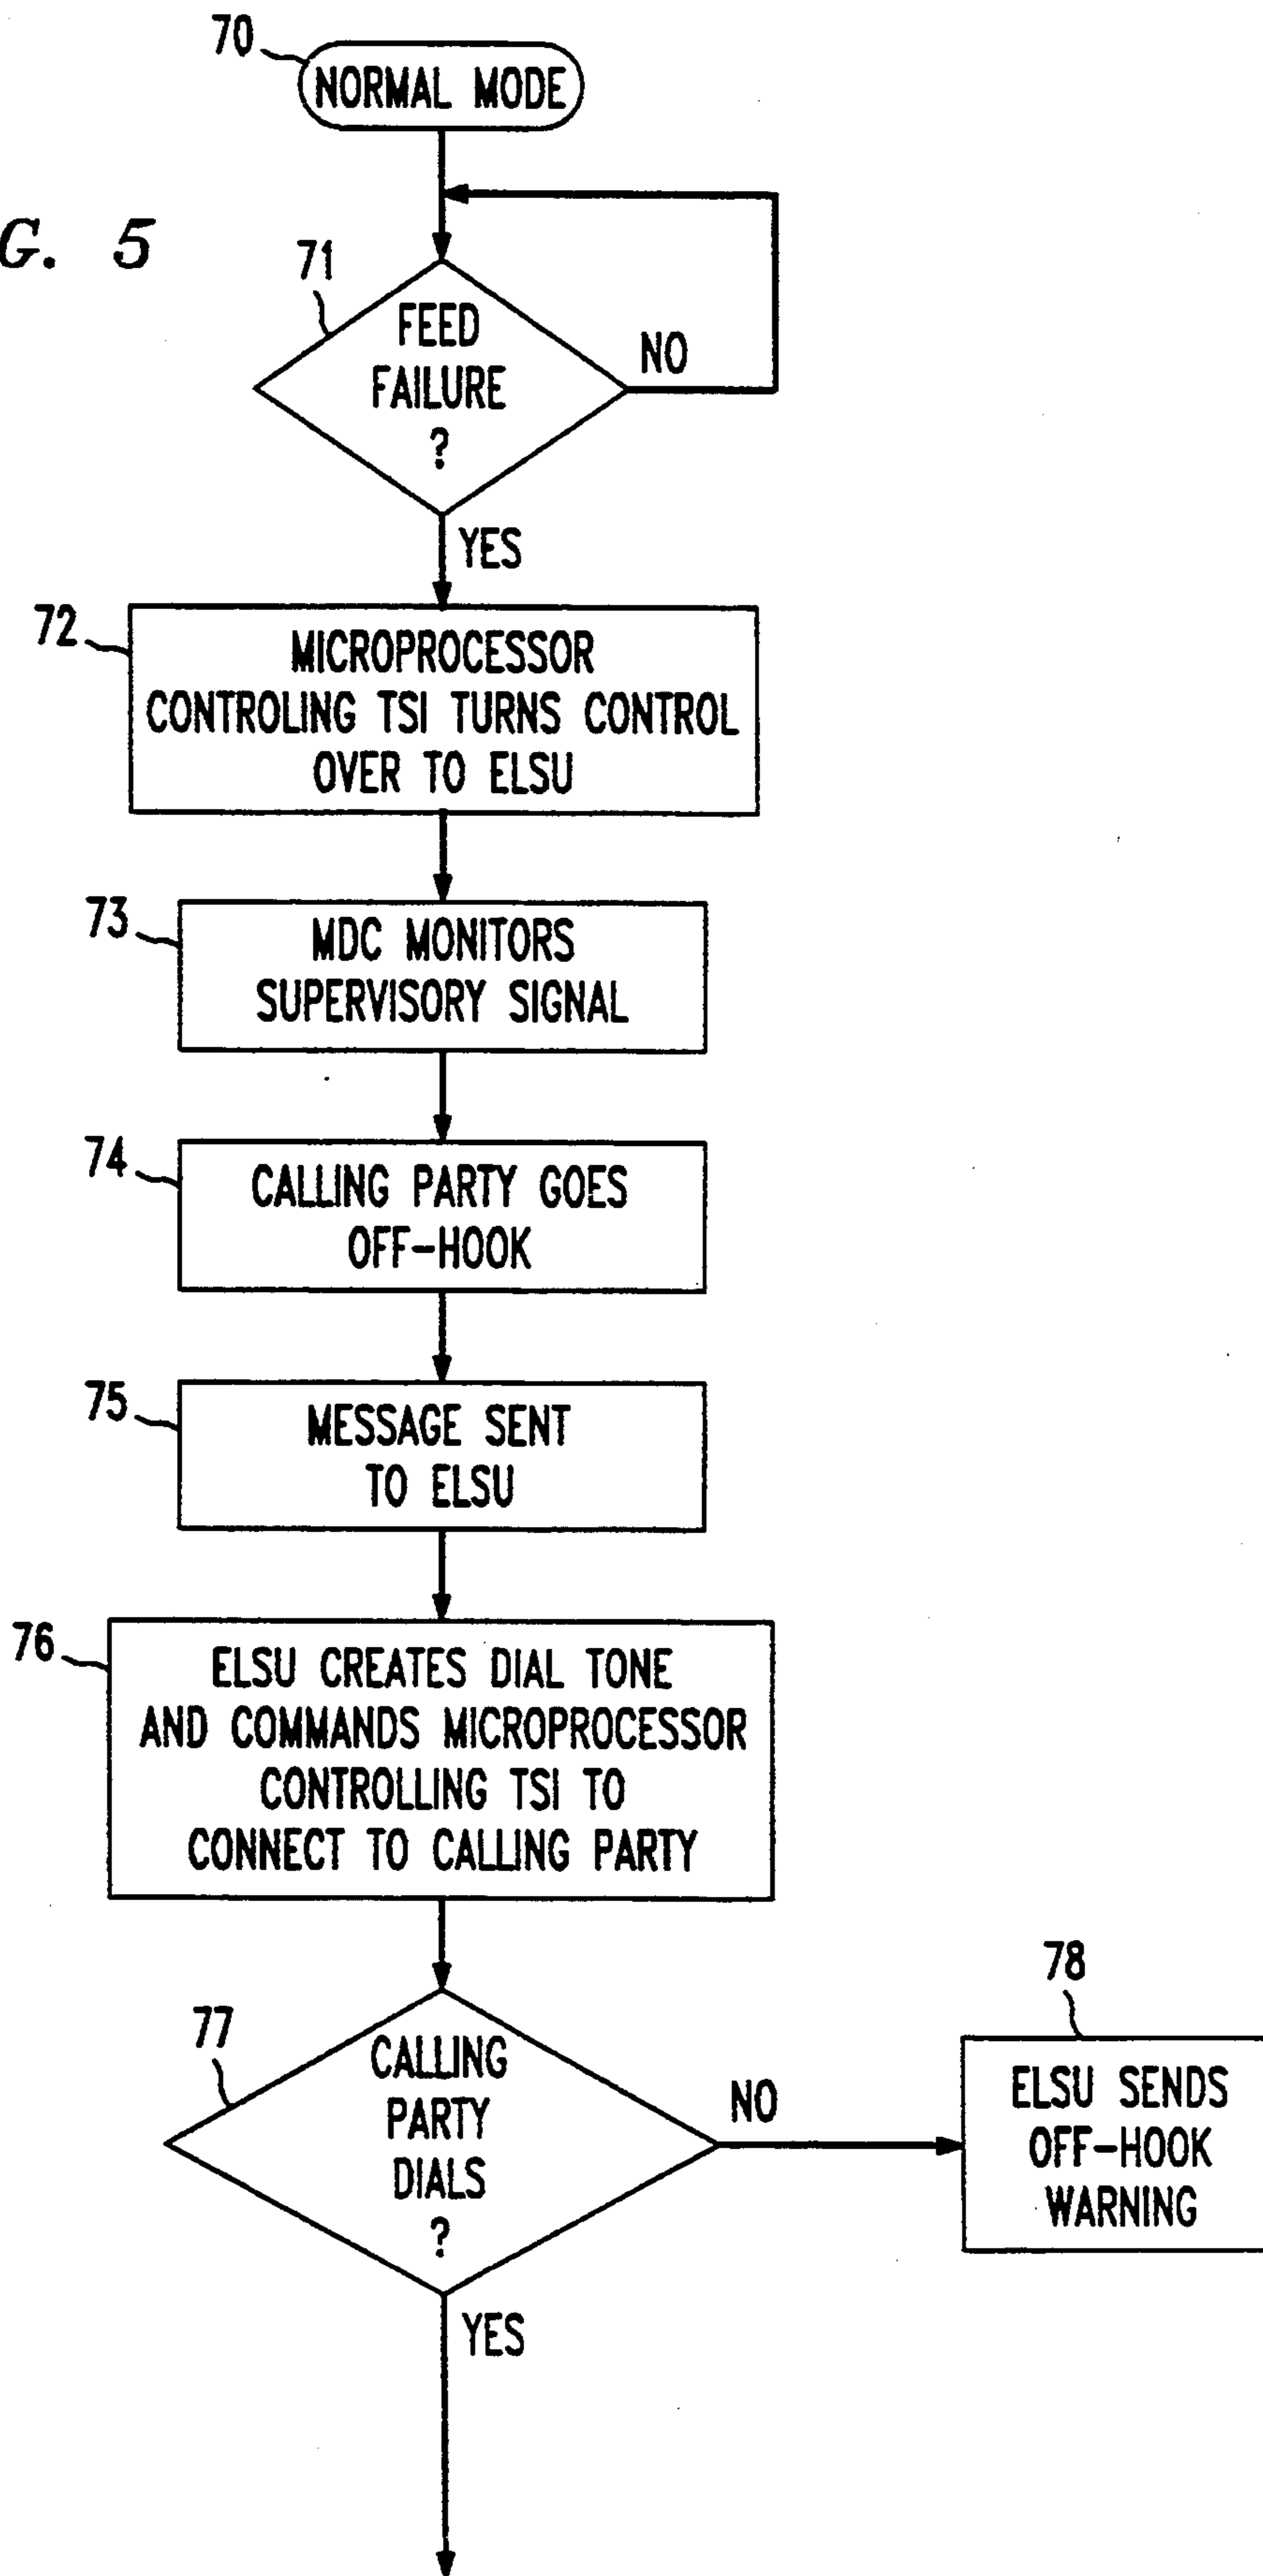 70
NORMAL MODE
G. 5
71
FEED
FAILURE
?
NO
YES
72
MICROPROCESSOR
CONTROLING TSI TURNS CONTROL
OVER TO ELSU
73
MDC MONITORS
SUPERVISORY SIGNAL
74
CALLING PARTY GOES
OFF-HOOK
75
MESSAGE SENT
TO ELSU
76
ELSU CREATES DIAL TONE
AND COMMANDS MICROPROCESSOR
CONTROLLING TSI TO
CONNECT TO CALLING PARTY
77
CALLING
PARTY
DIALS
?
NO
78
ELSU SENDS
OFF-HOOK
WARNING
YES